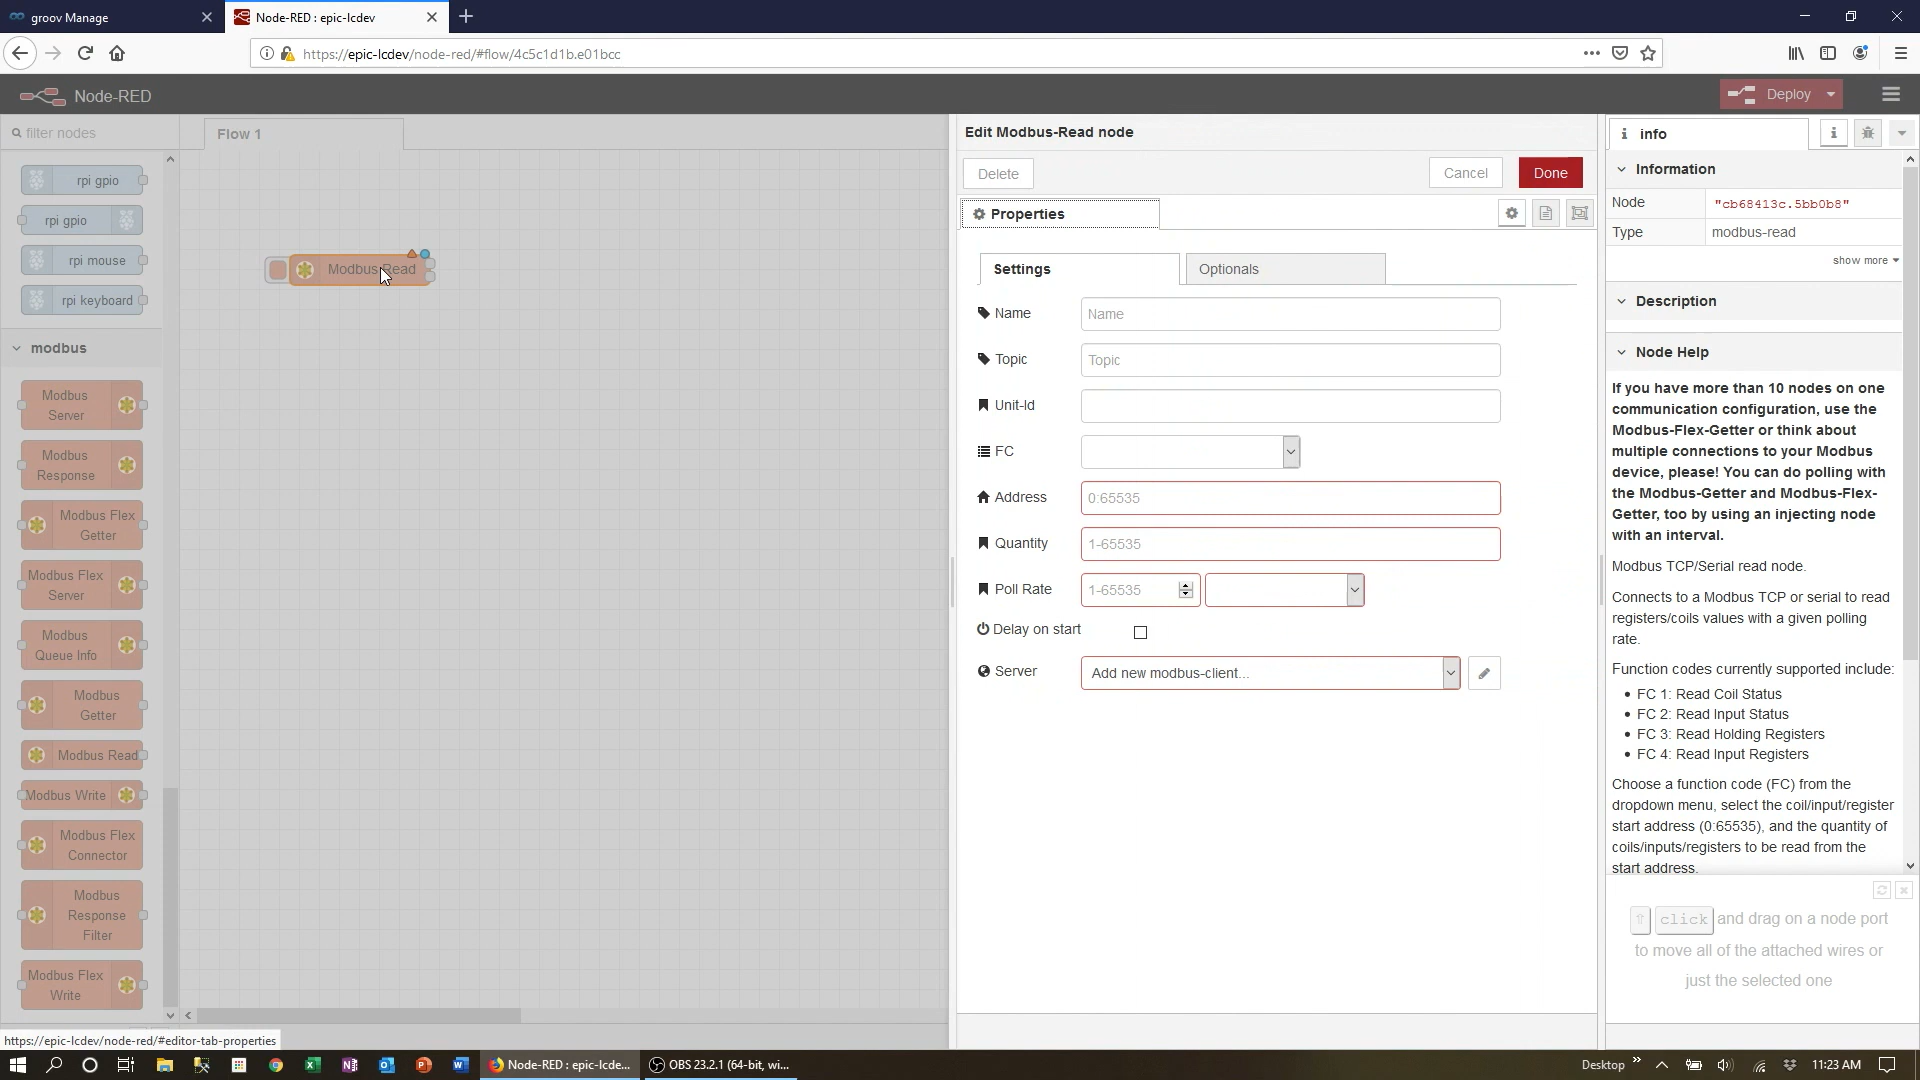 groov Manage
Node-RED : epic-lcdev
https://epic-lcdev/node-red/#flow/4c5c1d1b.e01bcc
Node-RED
Deploy
filter nodes
rpi gpio
rpi gpio
rpi mouse
rpi keyboard
modbus
Modbus
Server
Modbus
Response
Modbus Flex
Getter
Modbus Flex
Server
Modbus
Queue Info
Modbus
Getter
Modbus Read
Modbus Write
Modbus Flex
Connector
Modbus
Response
Filter
Modbus Flex
Write
Flow 1
Modbus Read
Edit Modbus-Read node
Delete
Cancel
Done
Properties
Settings
Optionals
Name
Name
Topic
Topic
Unit-Id
FC
Address
0:65535
Quantity
1-65535
Poll Rate
1-65535
Delay on start
Server
Add new modbus-client...
info
Information
Node
"cb68413c.5bb0b8"
Type
modbus-read
show more
Description
Node Help
If you have more than 10 nodes on one
communication configuration, use the
Modbus-Flex-Getter or think about
multiple connections to your Modbus
device, please! You can do polling with
the Modbus-Getter and Modbus-Flex-
Getter, too by using an injecting node
with an interval.
Modbus TCP/Serial read node.
Connects to a Modbus TCP or serial to read
registers/coils values with a given polling
rate.
Function codes currently supported include:
• FC 1: Read Coil Status
• FC 2: Read Input Status
• FC 3: Read Holding Registers
• FC 4: Read Input Registers
Choose a function code (FC) from the
dropdown menu, select the coil/input/register
start address (0:65535), and the quantity of
coils/inputs/registers to be read from the
start address.
⇧ click and drag on a node port
to move all of the attached wires or
just the selected one
https://epic-lcdev/node-red/#editor-tab-properties
Node-RED : epic-lcde...
OBS 23.2.1 (64-bit, wi...
Desktop
11:23 AM